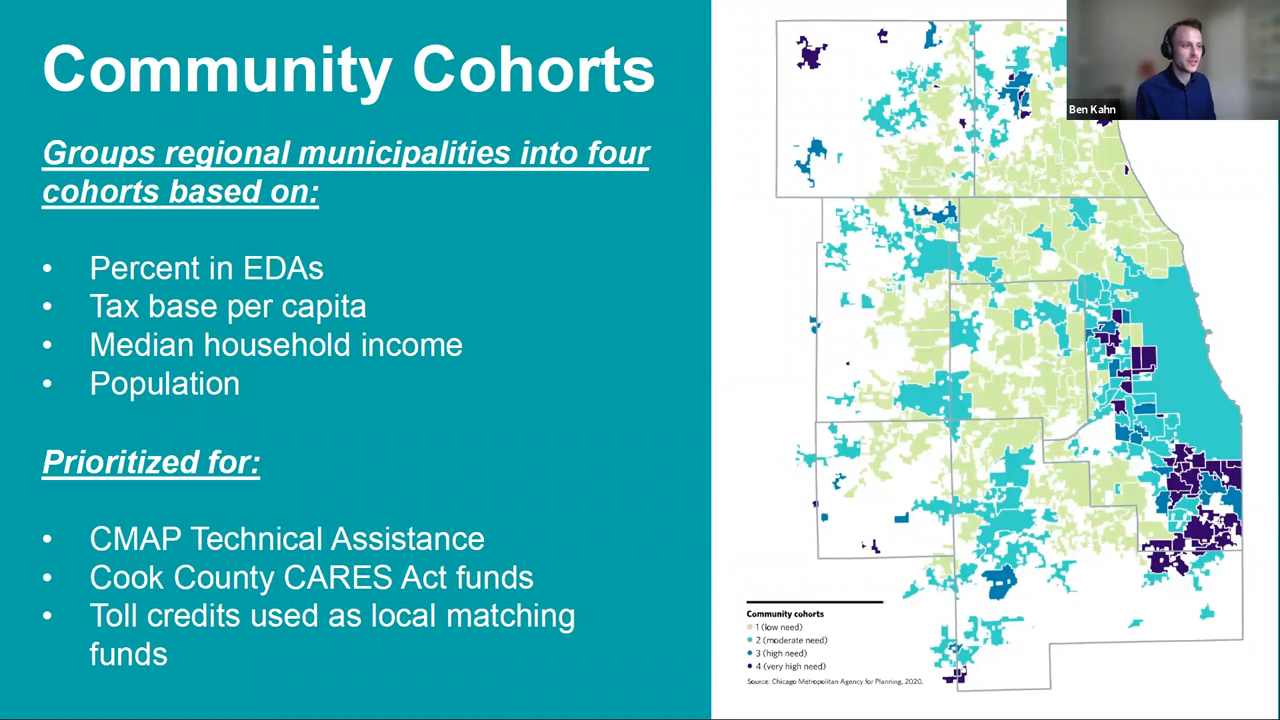 Community Cohorts
Groups regional municipalities into four
cohorts based on:
• Percent in EDAs
• Tax base per capita
• Median household income
• Population
Prioritized for:
• CMAP Technical Assistance
• Cook County CARES Act funds
• Toll credits used as local matching
funds
Ben Kahn
Community cohorts
1 (low need)
2 (moderate need)
3 (high need)
4 (very high need)
Source: Chicago Metropolitan Agency for Planning, 2020.